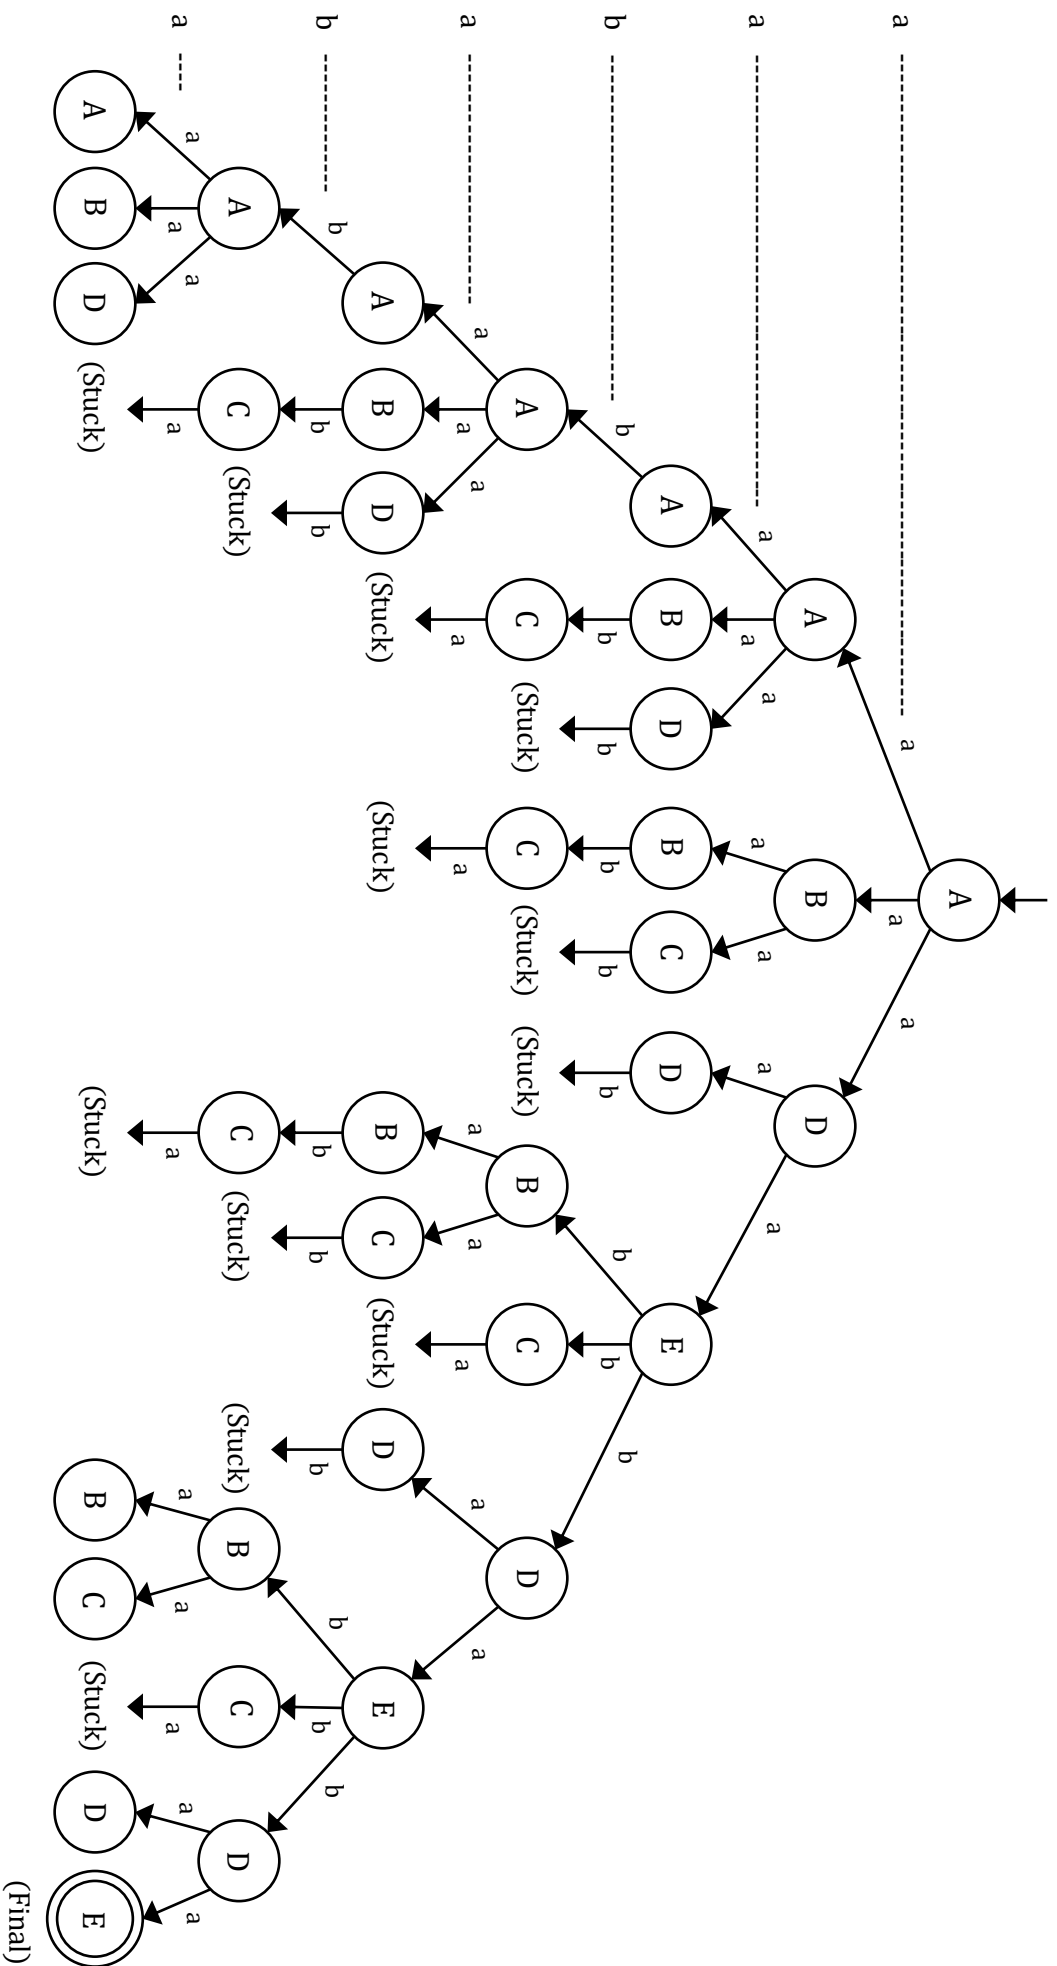 A
a a a a
A B D
a a a a a a a a
A B D B C D E
b b b b b b b b b b
A C (Stuck) C (Stuck) (Stuck) B C D
a a a a a a a a a a a
A B D (Stuck) (Stuck) B C (Stuck) D E
b b b b b b b b b b
A C (Stuck) C (Stuck) (Stuck) B C D
a a a a a a a a a a a
A B D (Stuck) (Stuck) B C (Stuck) D E
(Final)